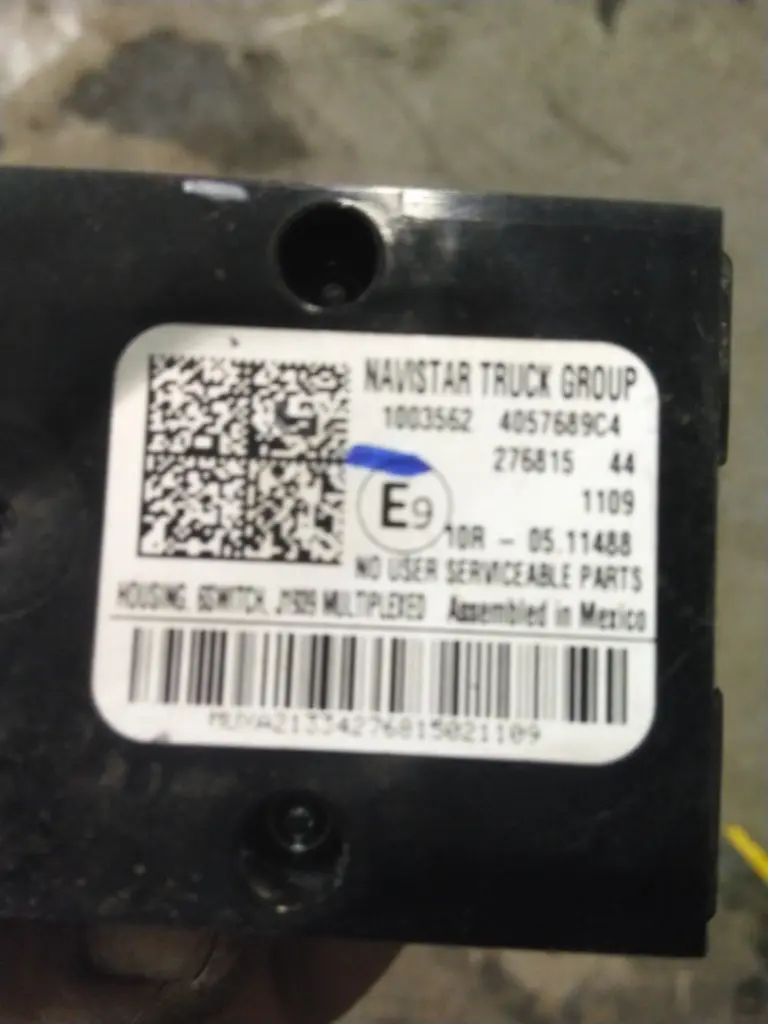 NAVISTAR TRUCK GROUP
1003562 4057689C4
276815 44
1109
E9
10R - 05.11488
NO USER SERVICEABLE PARTS
HOUSING, 6SWITCH, J1939 MULTIPLEXED Assembled in Mexico